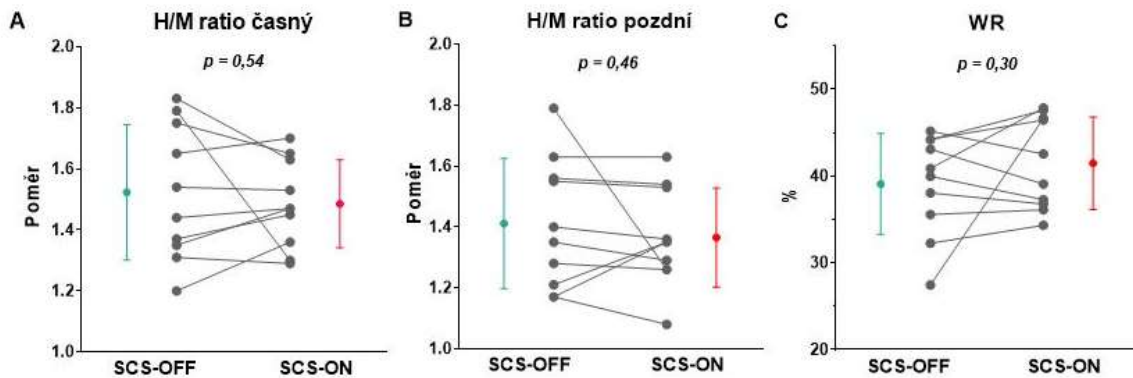 A
H/M ratio časný
p = 0,54
Poměr
2.0
1.8
1.6
1.4
1.2
1.0
SCS-OFF
SCS-ON
B
H/M ratio pozdní
p = 0,46
Poměr
2.0
1.8
1.6
1.4
1.2
1.0
SCS-OFF
SCS-ON
C
WR
p = 0,30
%
50
40
30
20
SCS-OFF
SCS-ON